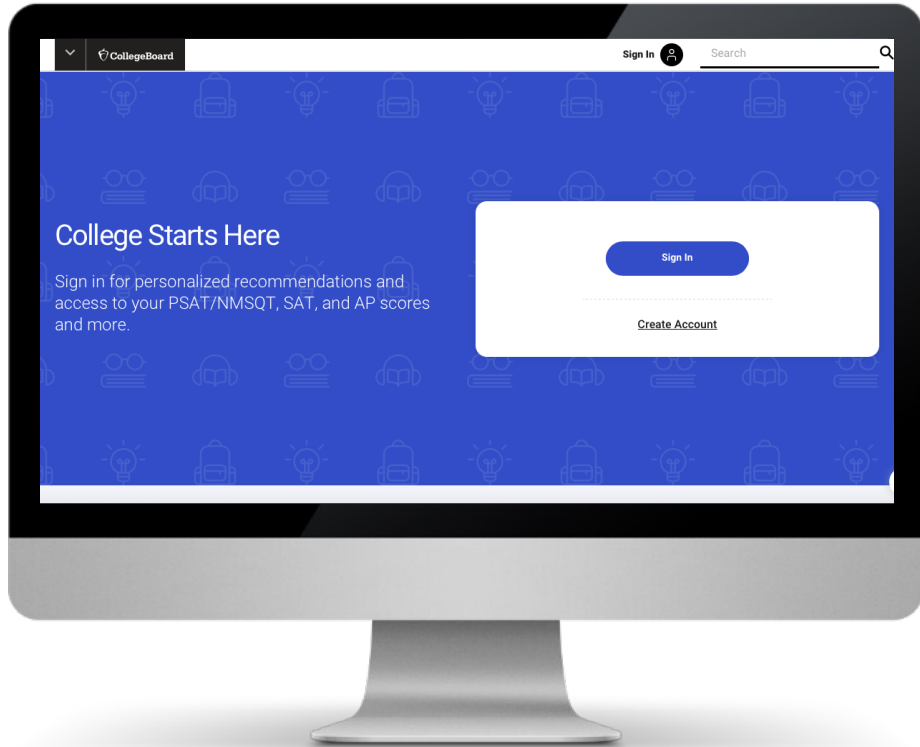 CollegeBoard
Sign In
Search
College Starts Here
Sign in for personalized recommendations and
access to your PSAT/NMSQT, SAT, and AP scores
and more.
Sign In
Create Account